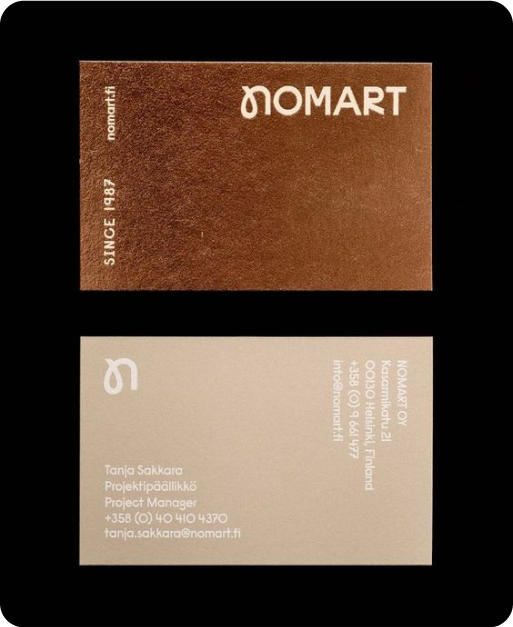 NOMART
nomart.fi
SINCE 1987
n
NOMART OY
Kasarmikatu 21
00130 Helsinki, Finland
+358 (0) 9 661 477
info@nomart.fi
Tanja Sakkara
Projektipäällikkö
Project Manager
+358 (0) 40 410 4370
tanja.sakkara@nomart.fi